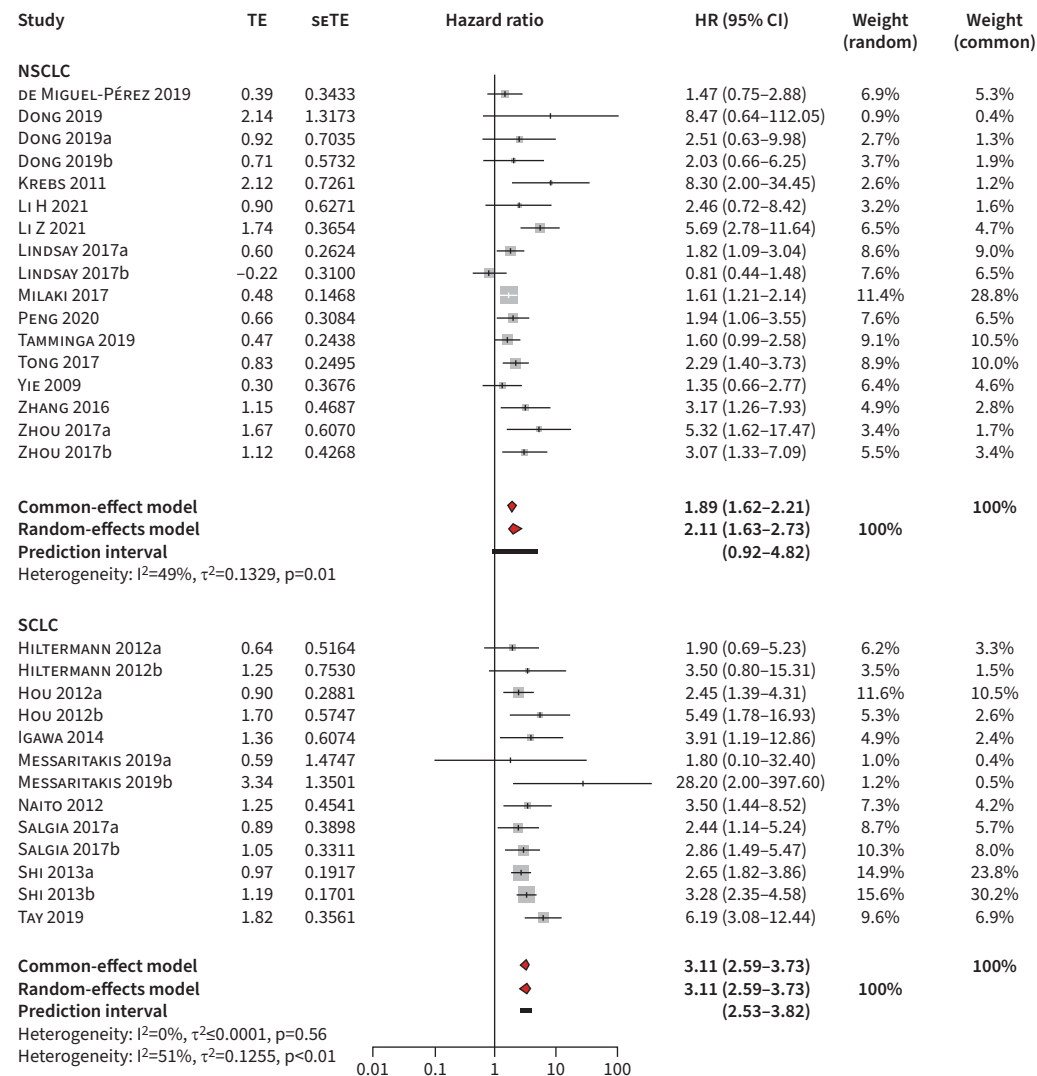 Study TE seTE Hazard ratio HR (95% CI) Weight (random) Weight (common)
NSCLC
de Miguel-Pérez 2019 0.39 0.3433 1.47 (0.75–2.88) 6.9% 5.3%
Dong 2019 2.14 1.3173 8.47 (0.64–112.05) 0.9% 0.4%
Dong 2019a 0.92 0.7035 2.51 (0.63–9.98) 2.7% 1.3%
Dong 2019b 0.71 0.5732 2.03 (0.66–6.25) 3.7% 1.9%
Krebs 2011 2.12 0.7261 8.30 (2.00–34.45) 2.6% 1.2%
Li H 2021 0.90 0.6271 2.46 (0.72–8.42) 3.2% 1.6%
Li Z 2021 1.74 0.3654 5.69 (2.78–11.64) 6.5% 4.7%
Lindsay 2017a 0.60 0.2624 1.82 (1.09–3.04) 8.6% 9.0%
Lindsay 2017b –0.22 0.3100 0.81 (0.44–1.48) 7.6% 6.5%
Milaki 2017 0.48 0.1468 1.61 (1.21–2.14) 11.4% 28.8%
Peng 2020 0.66 0.3084 1.94 (1.06–3.55) 7.6% 6.5%
Tamminga 2019 0.47 0.2438 1.60 (0.99–2.58) 9.1% 10.5%
Tong 2017 0.83 0.2495 2.29 (1.40–3.73) 8.9% 10.0%
Yie 2009 0.30 0.3676 1.35 (0.66–2.77) 6.4% 4.6%
Zhang 2016 1.15 0.4687 3.17 (1.26–7.93) 4.9% 2.8%
Zhou 2017a 1.67 0.6070 5.32 (1.62–17.47) 3.4% 1.7%
Zhou 2017b 1.12 0.4268 3.07 (1.33–7.09) 5.5% 3.4%
Common-effect model 1.89 (1.62–2.21) 100%
Random-effects model 2.11 (1.63–2.73) 100%
Prediction interval (0.92–4.82)
Heterogeneity: I²=49%, τ²=0.1329, p=0.01
SCLC
Hiltermann 2012a 0.64 0.5164 1.90 (0.69–5.23) 6.2% 3.3%
Hiltermann 2012b 1.25 0.7530 3.50 (0.80–15.31) 3.5% 1.5%
Hou 2012a 0.90 0.2881 2.45 (1.39–4.31) 11.6% 10.5%
Hou 2012b 1.70 0.5747 5.49 (1.78–16.93) 5.3% 2.6%
Igawa 2014 1.36 0.6074 3.91 (1.19–12.86) 4.9% 2.4%
Messaritakis 2019a 0.59 1.4747 1.80 (0.10–32.40) 1.0% 0.4%
Messaritakis 2019b 3.34 1.3501 28.20 (2.00–397.60) 1.2% 0.5%
Naito 2012 1.25 0.4541 3.50 (1.44–8.52) 7.3% 4.2%
Salgia 2017a 0.89 0.3898 2.44 (1.14–5.24) 8.7% 5.7%
Salgia 2017b 1.05 0.3311 2.86 (1.49–5.47) 10.3% 8.0%
Shi 2013a 0.97 0.1917 2.65 (1.82–3.86) 14.9% 23.8%
Shi 2013b 1.19 0.1701 3.28 (2.35–4.58) 15.6% 30.2%
Tay 2019 1.82 0.3561 6.19 (3.08–12.44) 9.6% 6.9%
Common-effect model 3.11 (2.59–3.73) 100%
Random-effects model 3.11 (2.59–3.73) 100%
Prediction interval (2.53–3.82)
Heterogeneity: I²=0%, τ²≤0.0001, p=0.56
Heterogeneity: I²=51%, τ²=0.1255, p<0.01
0.01 0.1 1 10 100